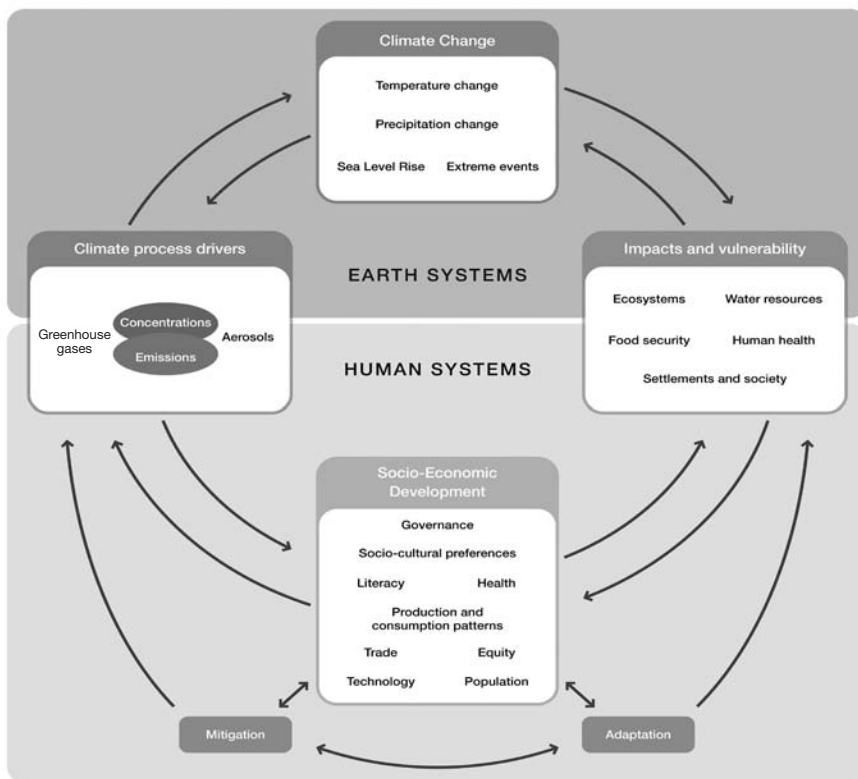 Climate Change
Temperature change
Precipitation change
Sea Level Rise
Extreme events
Climate process drivers
Impacts and vulnerability
EARTH SYSTEMS
Greenhouse
gases
Concentrations
Emissions
Aerosols
Ecosystems
Water resources
Food security
Human health
Settlements and society
HUMAN SYSTEMS
Socio-Economic
Development
Governance
Socio-cultural preferences
Literacy
Health
Production and
consumption patterns
Trade
Equity
Technology
Population
Mitigation
Adaptation